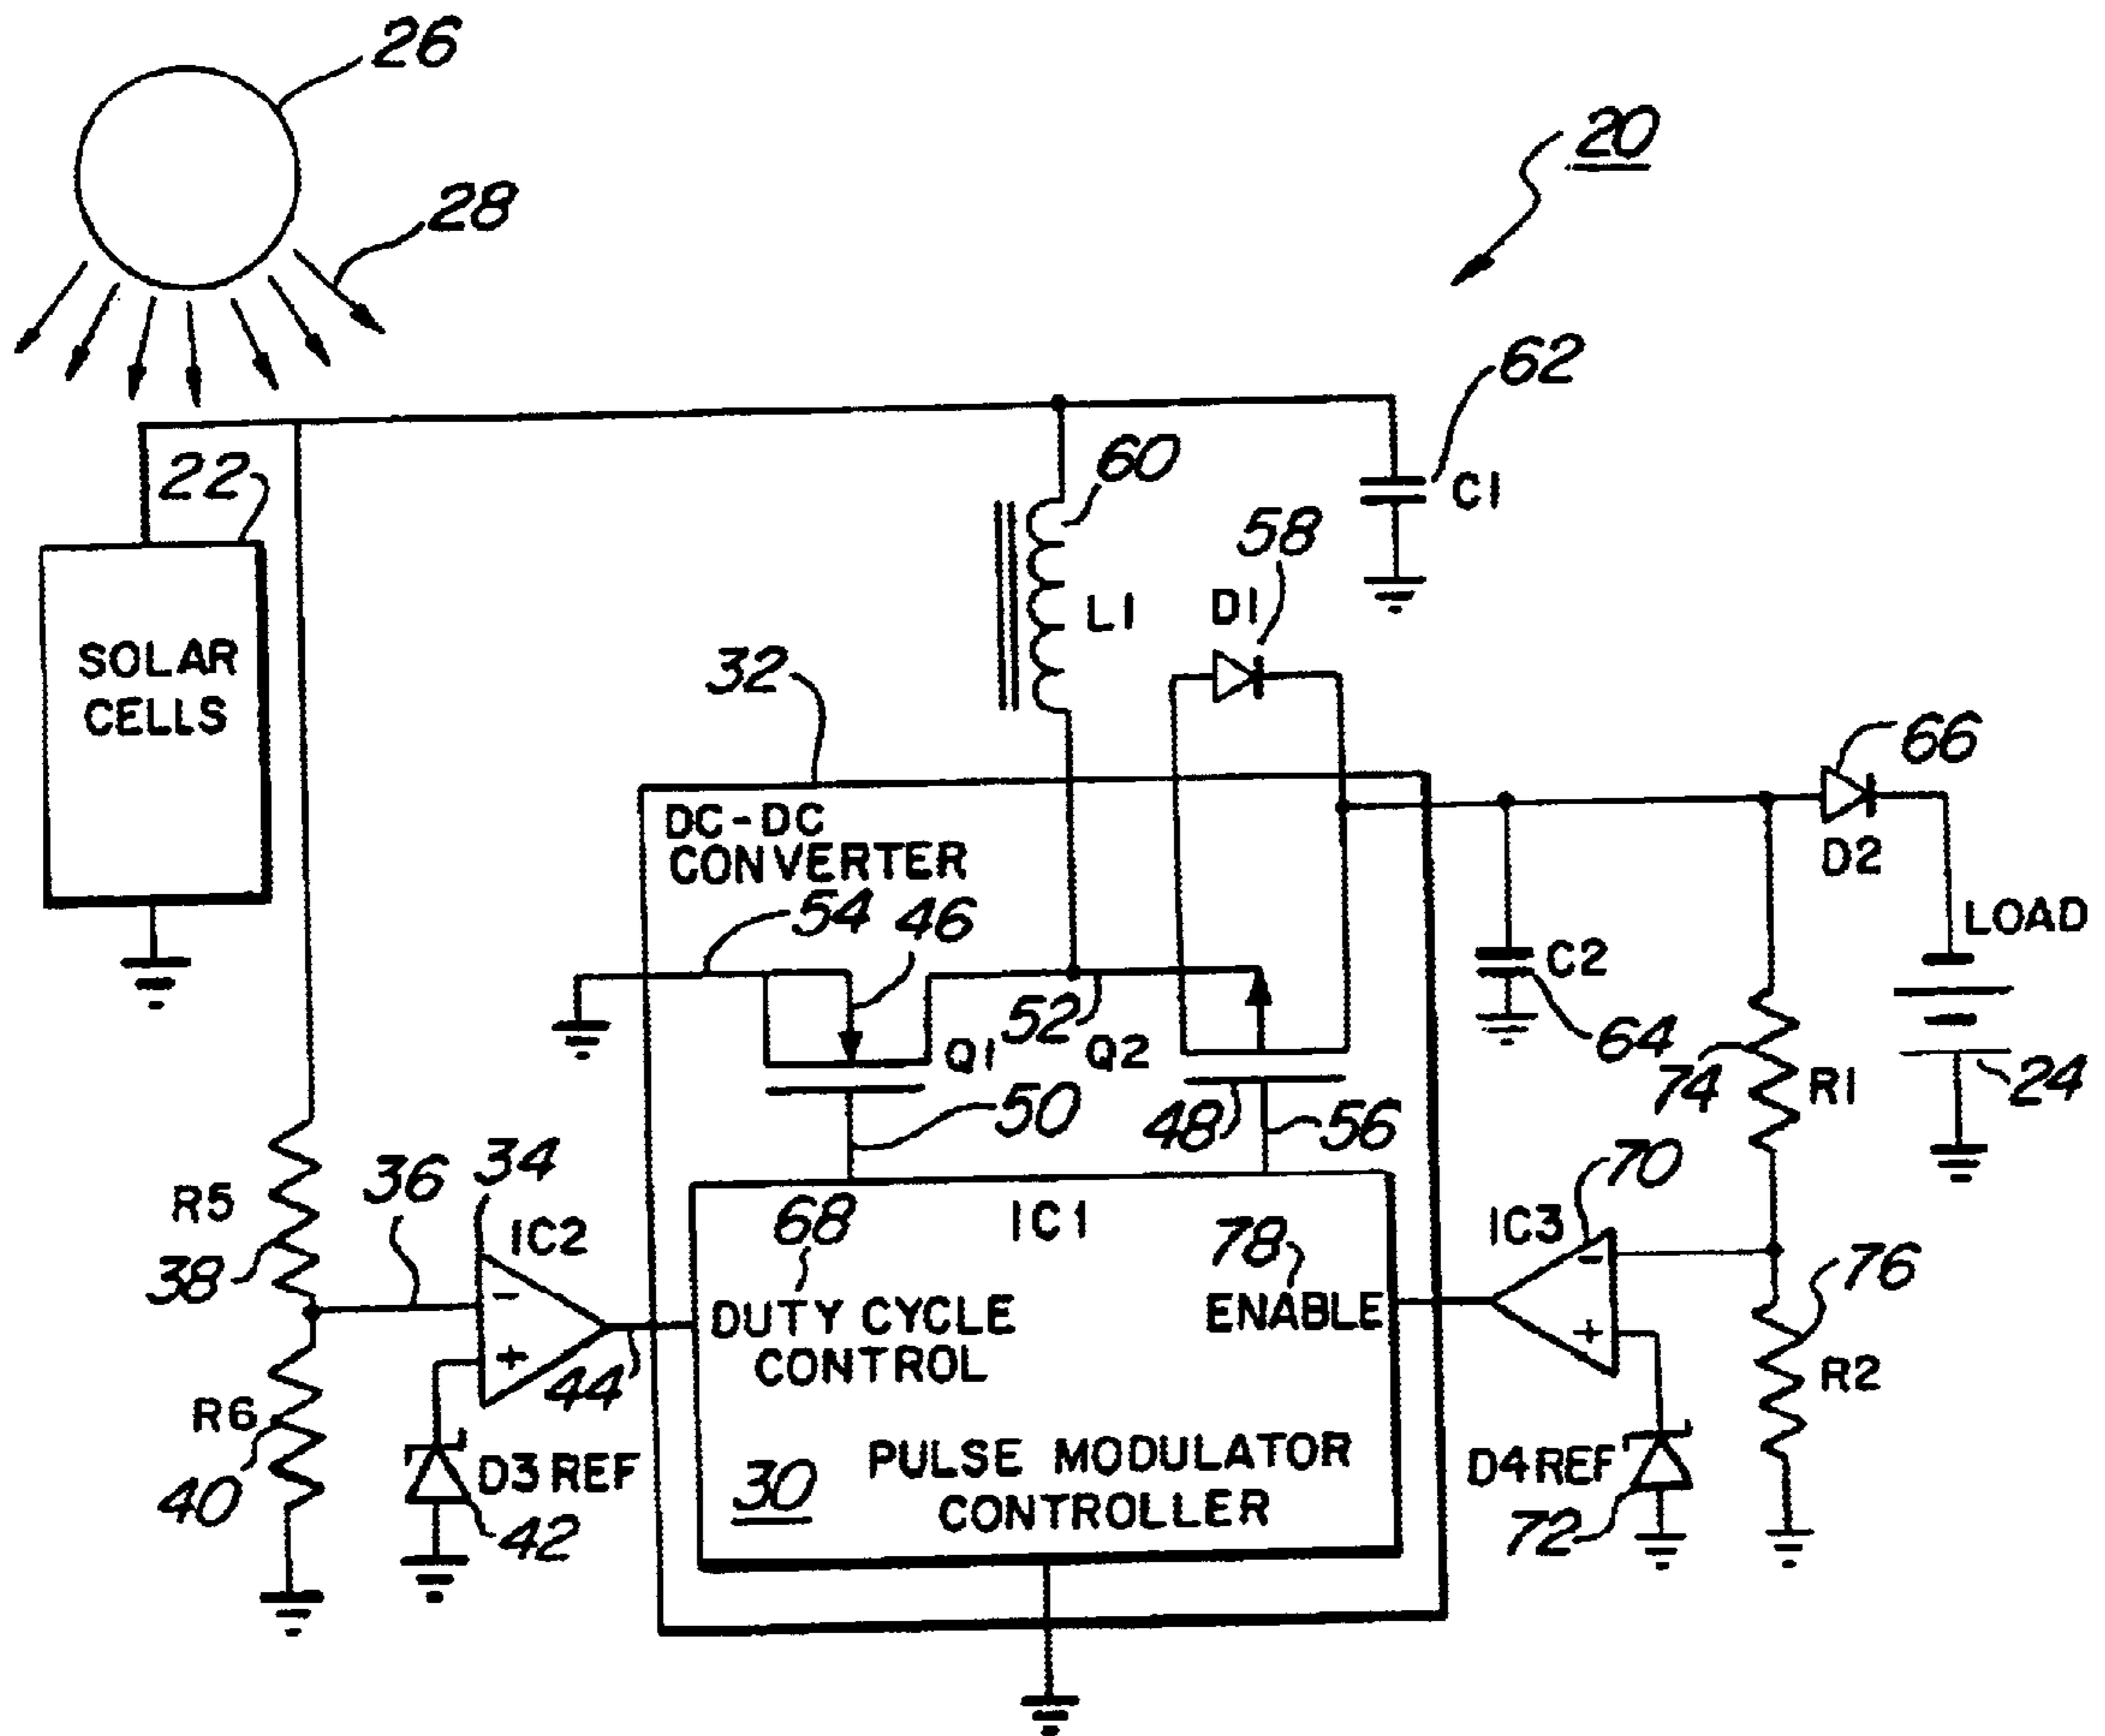 26
20
28
62
60
C1
22
58
L1
D1
SOLAR
CELLS
32
66
DC-DC
CONVERTER
D2
54
46
LOAD
C2
52
Q1
Q2
64
74
R1
24
50
48
56
34
36
70
R5
IC2
68
IC1
78
IC3
76
38
-
-
DUTY CYCLE
CONTROL
ENABLE
+
+
44
R2
R6
D3 REF
PULSE MODULATOR
CONTROLLER
D4 REF
40
42
30
72